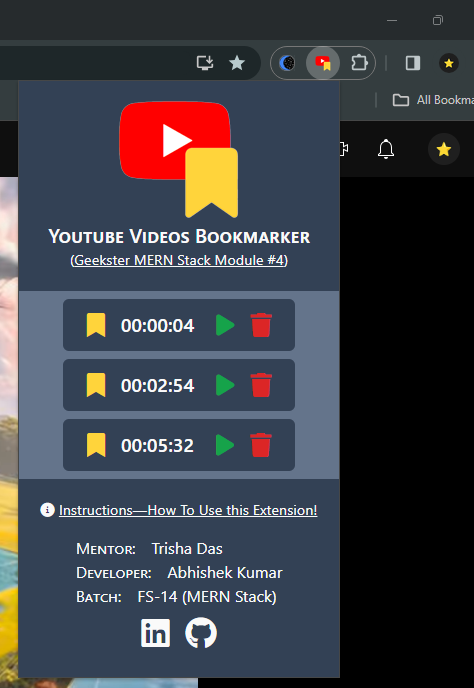 All Bookma
YOUTUBE VIDEOS BOOKMARKER
(Geekster MERN Stack Module #4)
00:00:04
00:02:54
00:05:32
Instructions—How To Use this Extension!
MENTOR: Trisha Das
DEVELOPER: Abhishek Kumar
BATCH: FS-14 (MERN Stack)
in